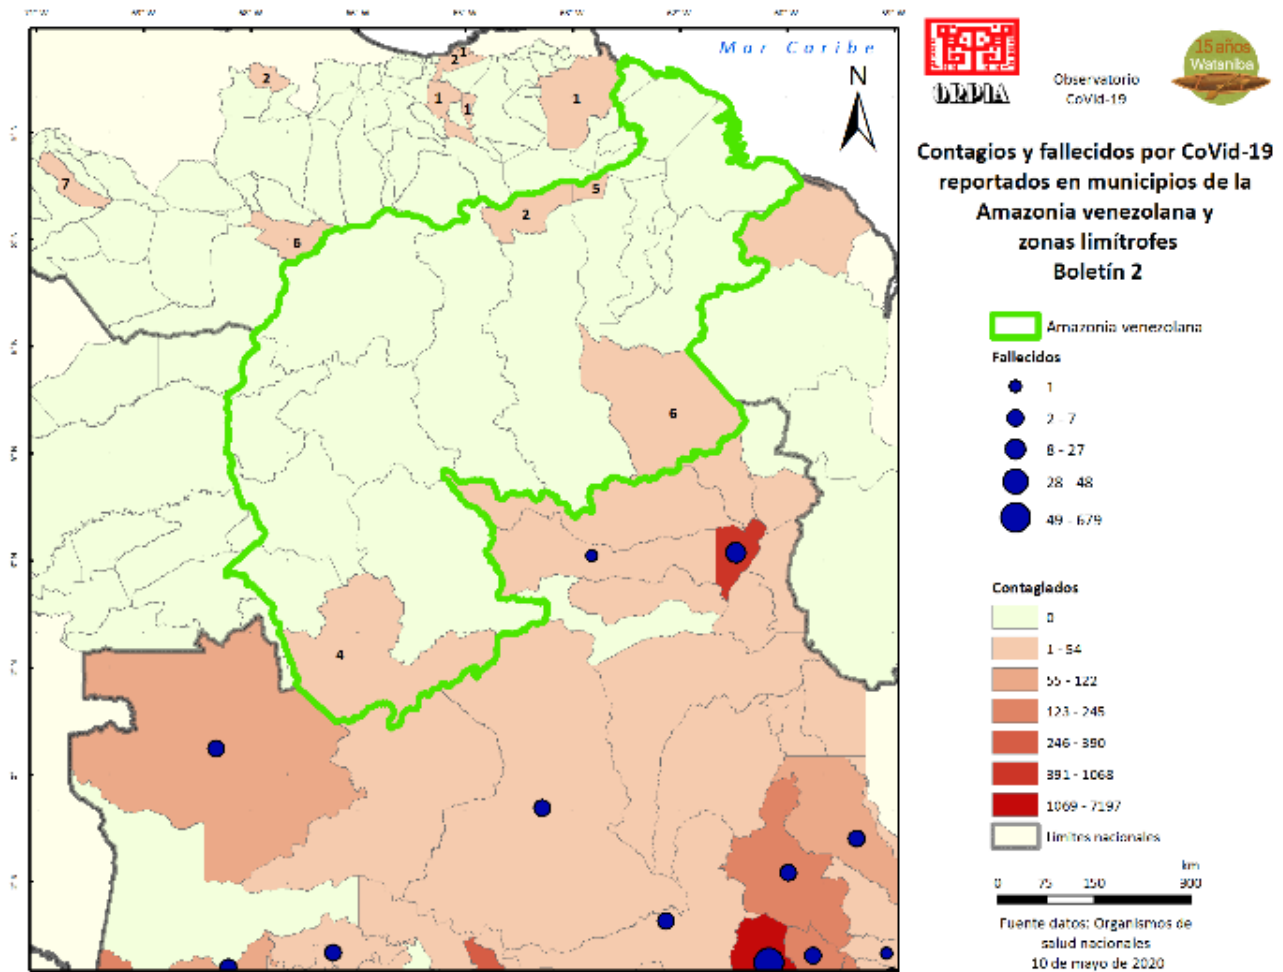 Mar Caribe
N
2
1
2
1
1
1
7
5
2
6
6
4
ORPIA
Observatorio
CoVid-19
15 años
Wataniba
Contagios y fallecidos por CoVid-19
reportados en municipios de la
Amazonia venezolana y
zonas limítrofes
Boletín 2
Amazonia venezolana
Fallecidos
1
2 - 7
8 - 27
28 - 48
49 - 679
Contagiados
0
1 - 54
55 - 122
123 - 245
246 - 390
391 - 1068
1069 - 7197
Limites nacionales
km
0 75 150 300
Fuente datos: Organismos de
salud nacionales
10 de mayo de 2020